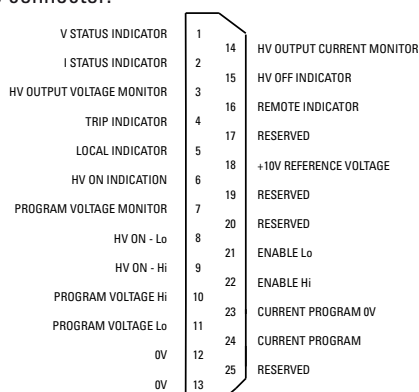 connector.
V STATUS INDICATOR 1
14 HV OUTPUT CURRENT MONITOR
I STATUS INDICATOR 2
15 HV OFF INDICATOR
HV OUTPUT VOLTAGE MONITOR 3
16 REMOTE INDICATOR
TRIP INDICATOR 4
17 RESERVED
LOCAL INDICATOR 5
18 +10V REFERENCE VOLTAGE
HV ON INDICATION 6
19 RESERVED
PROGRAM VOLTAGE MONITOR 7
20 RESERVED
HV ON - Lo 8
21 ENABLE Lo
HV ON - Hi 9
22 ENABLE Hi
PROGRAM VOLTAGE Hi 10
23 CURRENT PROGRAM 0V
PROGRAM VOLTAGE Lo 11
24 CURRENT PROGRAM
0V 12
25 RESERVED
0V 13